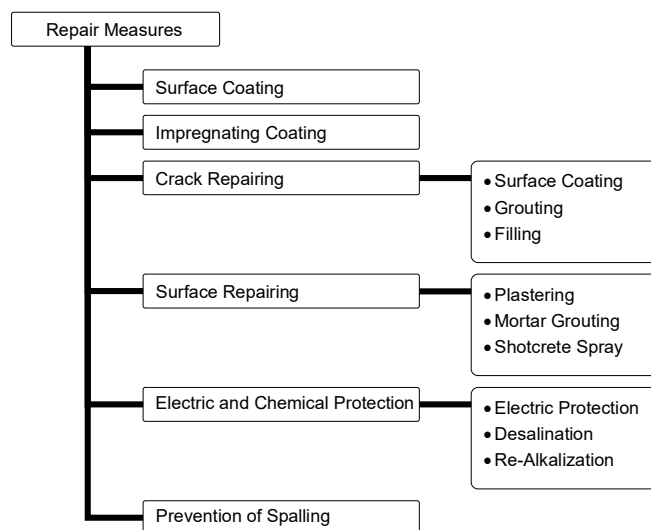 Repair Measures
Surface Coating
Impregnating Coating
Crack Repairing
• Surface Coating
• Grouting
• Filling
Surface Repairing
• Plastering
• Mortar Grouting
• Shotcrete Spray
Electric and Chemical Protection
• Electric Protection
• Desalination
• Re-Alkalization
Prevention of Spalling